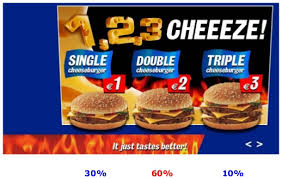 1,2,3 CHEEEZE!
SINGLE DOUBLE TRIPLE
cheeseburger cheeseburger cheeseburger
€1 €2 €3
It just tastes better!
< >
30% 60% 10%